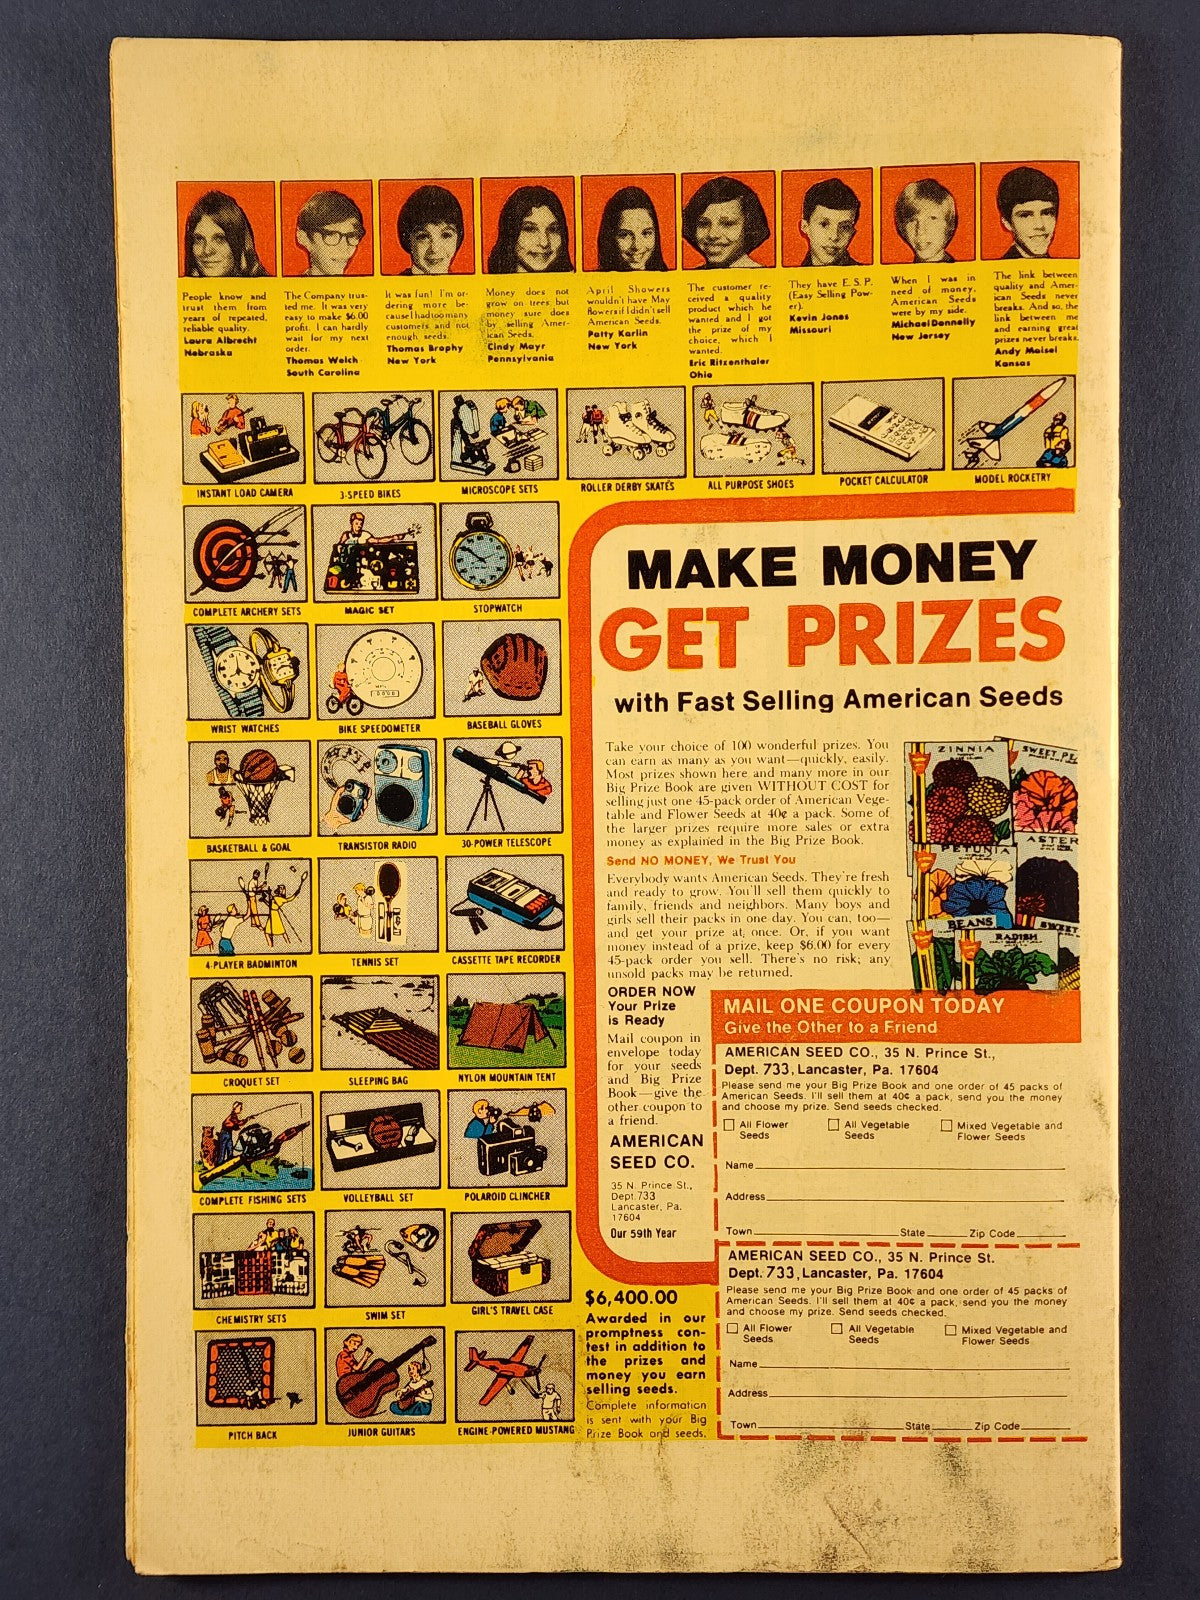 People know and
trust them from
years of repeated,
reliable quality.
Laura Albrecht
Nebraska
The Company trus-
ted me. It was very
easy to make $6.00
profit. I can hardly
wait for my next
order.
Thomas Welch
South Carolina
It was fun! I'm or-
dering more be-
cause I had too many
customers and not
enough seeds.
Thomas Brophy
New York
Money does not
grow on trees, but
money sure does
by selling Amer-
ican Seeds.
Cindy Mayr
Pennsylvania
April Showers
wouldn't have May
Bowers if I didn't sell
American Seeds.
Patty Karlin
New York
The customer re-
ceived a quality
product which he
wanted and I got
the prize of my
choice, which I
wanted.
Eric Ritzenthaler
Ohio
They have E. S. P.
(Easy Selling Pow-
er).
Kevin Jones
Missouri
When I was in
need of money,
American Seeds
were by my side.
Michael Donnelly
New Jersey
The link between
quality and Amer-
ican Seeds never
breaks. And so, the
link between me
and earning great
prizes never breaks.
Andy Maisel
Kansas
INSTANT LOAD CAMERA
3-SPEED BIKES
MICROSCOPE SETS
ROLLER DERBY SKATES
ALL PURPOSE SHOES
POCKET CALCULATOR
MODEL ROCKETRY
COMPLETE ARCHERY SETS
MAGIC SET
STOPWATCH
WRIST WATCHES
BIKE SPEEDOMETER
BASEBALL GLOVES
BASKETBALL & GOAL
TRANSISTOR RADIO
30-POWER TELESCOPE
4-PLAYER BADMINTON
TENNIS SET
CASSETTE TAPE RECORDER
CROQUET SET
SLEEPING BAG
NYLON MOUNTAIN TENT
COMPLETE FISHING SETS
VOLLEYBALL SET
POLAROID CLINCHER
CHEMISTRY SETS
SWIM SET
GIRL'S TRAVEL CASE
PITCH BACK
JUNIOR GUITARS
ENGINE-POWERED MUSTANG
MAKE MONEY
GET PRIZES
with Fast Selling American Seeds
Take your choice of 100 wonderful prizes. You
can earn as many as you want—quickly, easily.
Most prizes shown here and many more in our
Big Prize Book are given WITHOUT COST for
selling just one 45-pack order of American Vege-
table and Flower Seeds at 40¢ a pack. Some of
the larger prizes require more sales or extra
money as explained in the Big Prize Book.
Send NO MONEY, We Trust You
Everybody wants American Seeds. They're fresh
and ready to grow. You'll sell them quickly to
family, friends and neighbors. Many boys and
girls sell their packs in one day. You can, too—
and get your prize at once. Or, if you want
money instead of a prize, keep $6.00 for every
45-pack order you sell. There's no risk; any
unsold packs may be returned.
ZINNIA
SWEET PE
ASTER
PETUNIA
BEANS
RADISH
SWEET
ORDER NOW
Your Prize
is Ready
Mail coupon in
envelope today
for your seeds
and Big Prize
Book—give the
other coupon to
a friend.
AMERICAN
SEED CO.
35 N. Prince St.,
Dept. 733
Lancaster, Pa.
17604
Our 59th Year
$6,400.00
Awarded in our
promptness con-
test in addition to
the prizes and
money you earn
selling seeds.
Complete information
is sent with your Big
Prize Book and seeds.
MAIL ONE COUPON TODAY
Give the Other to a Friend
AMERICAN SEED CO., 35 N. Prince St.,
Dept. 733, Lancaster, Pa. 17604
Please send me your Big Prize Book and one order of 45 packs of
American Seeds. I'll sell them at 40¢ a pack, send you the money
and choose my prize. Send seeds checked.
All Flower Seeds
All Vegetable Seeds
Mixed Vegetable and Flower Seeds
Name
Address
Town State Zip Code
AMERICAN SEED CO., 35 N. Prince St.
Dept. 733, Lancaster, Pa. 17604
Please send me your Big Prize Book and one order of 45 packs of
American Seeds. I'll sell them at 40¢ a pack, send you the money
and choose my prize. Send seeds checked.
All Flower Seeds
All Vegetable Seeds
Mixed Vegetable and Flower Seeds
Name
Address
Town State Zip Code